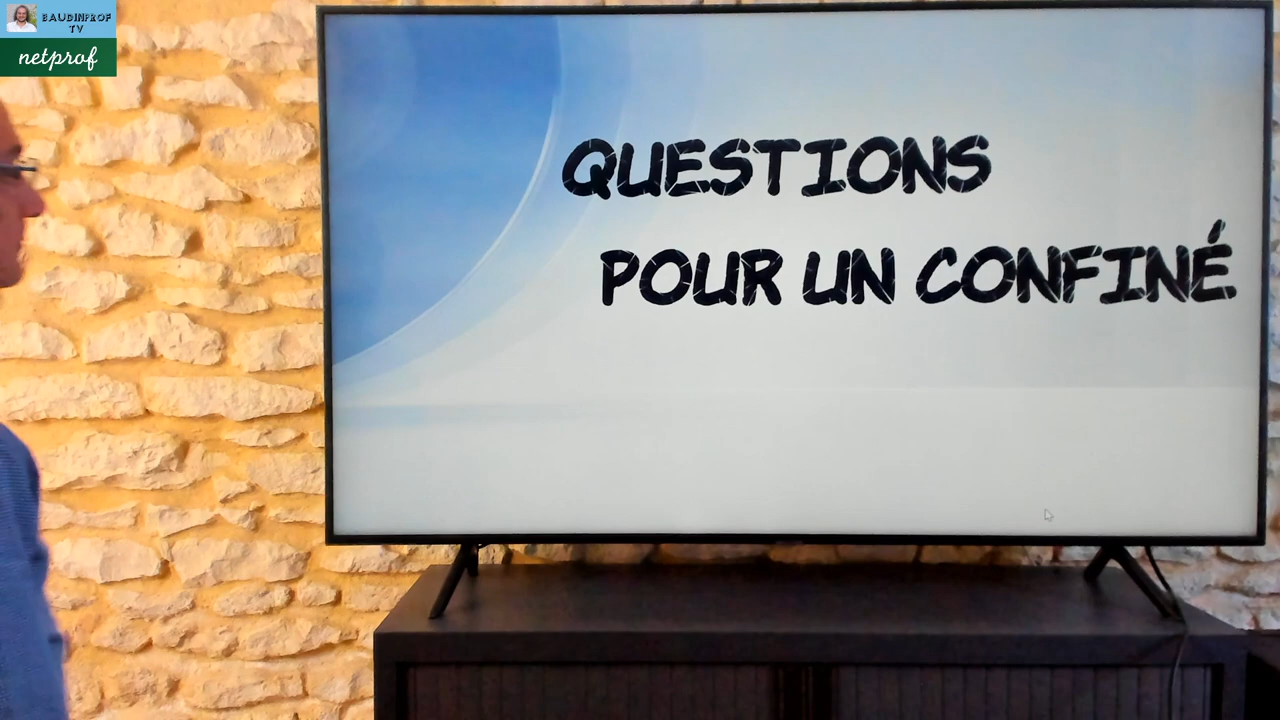 BAUDINPROF
TV
netprof
QUESTIONS
POUR UN CONFINÉ